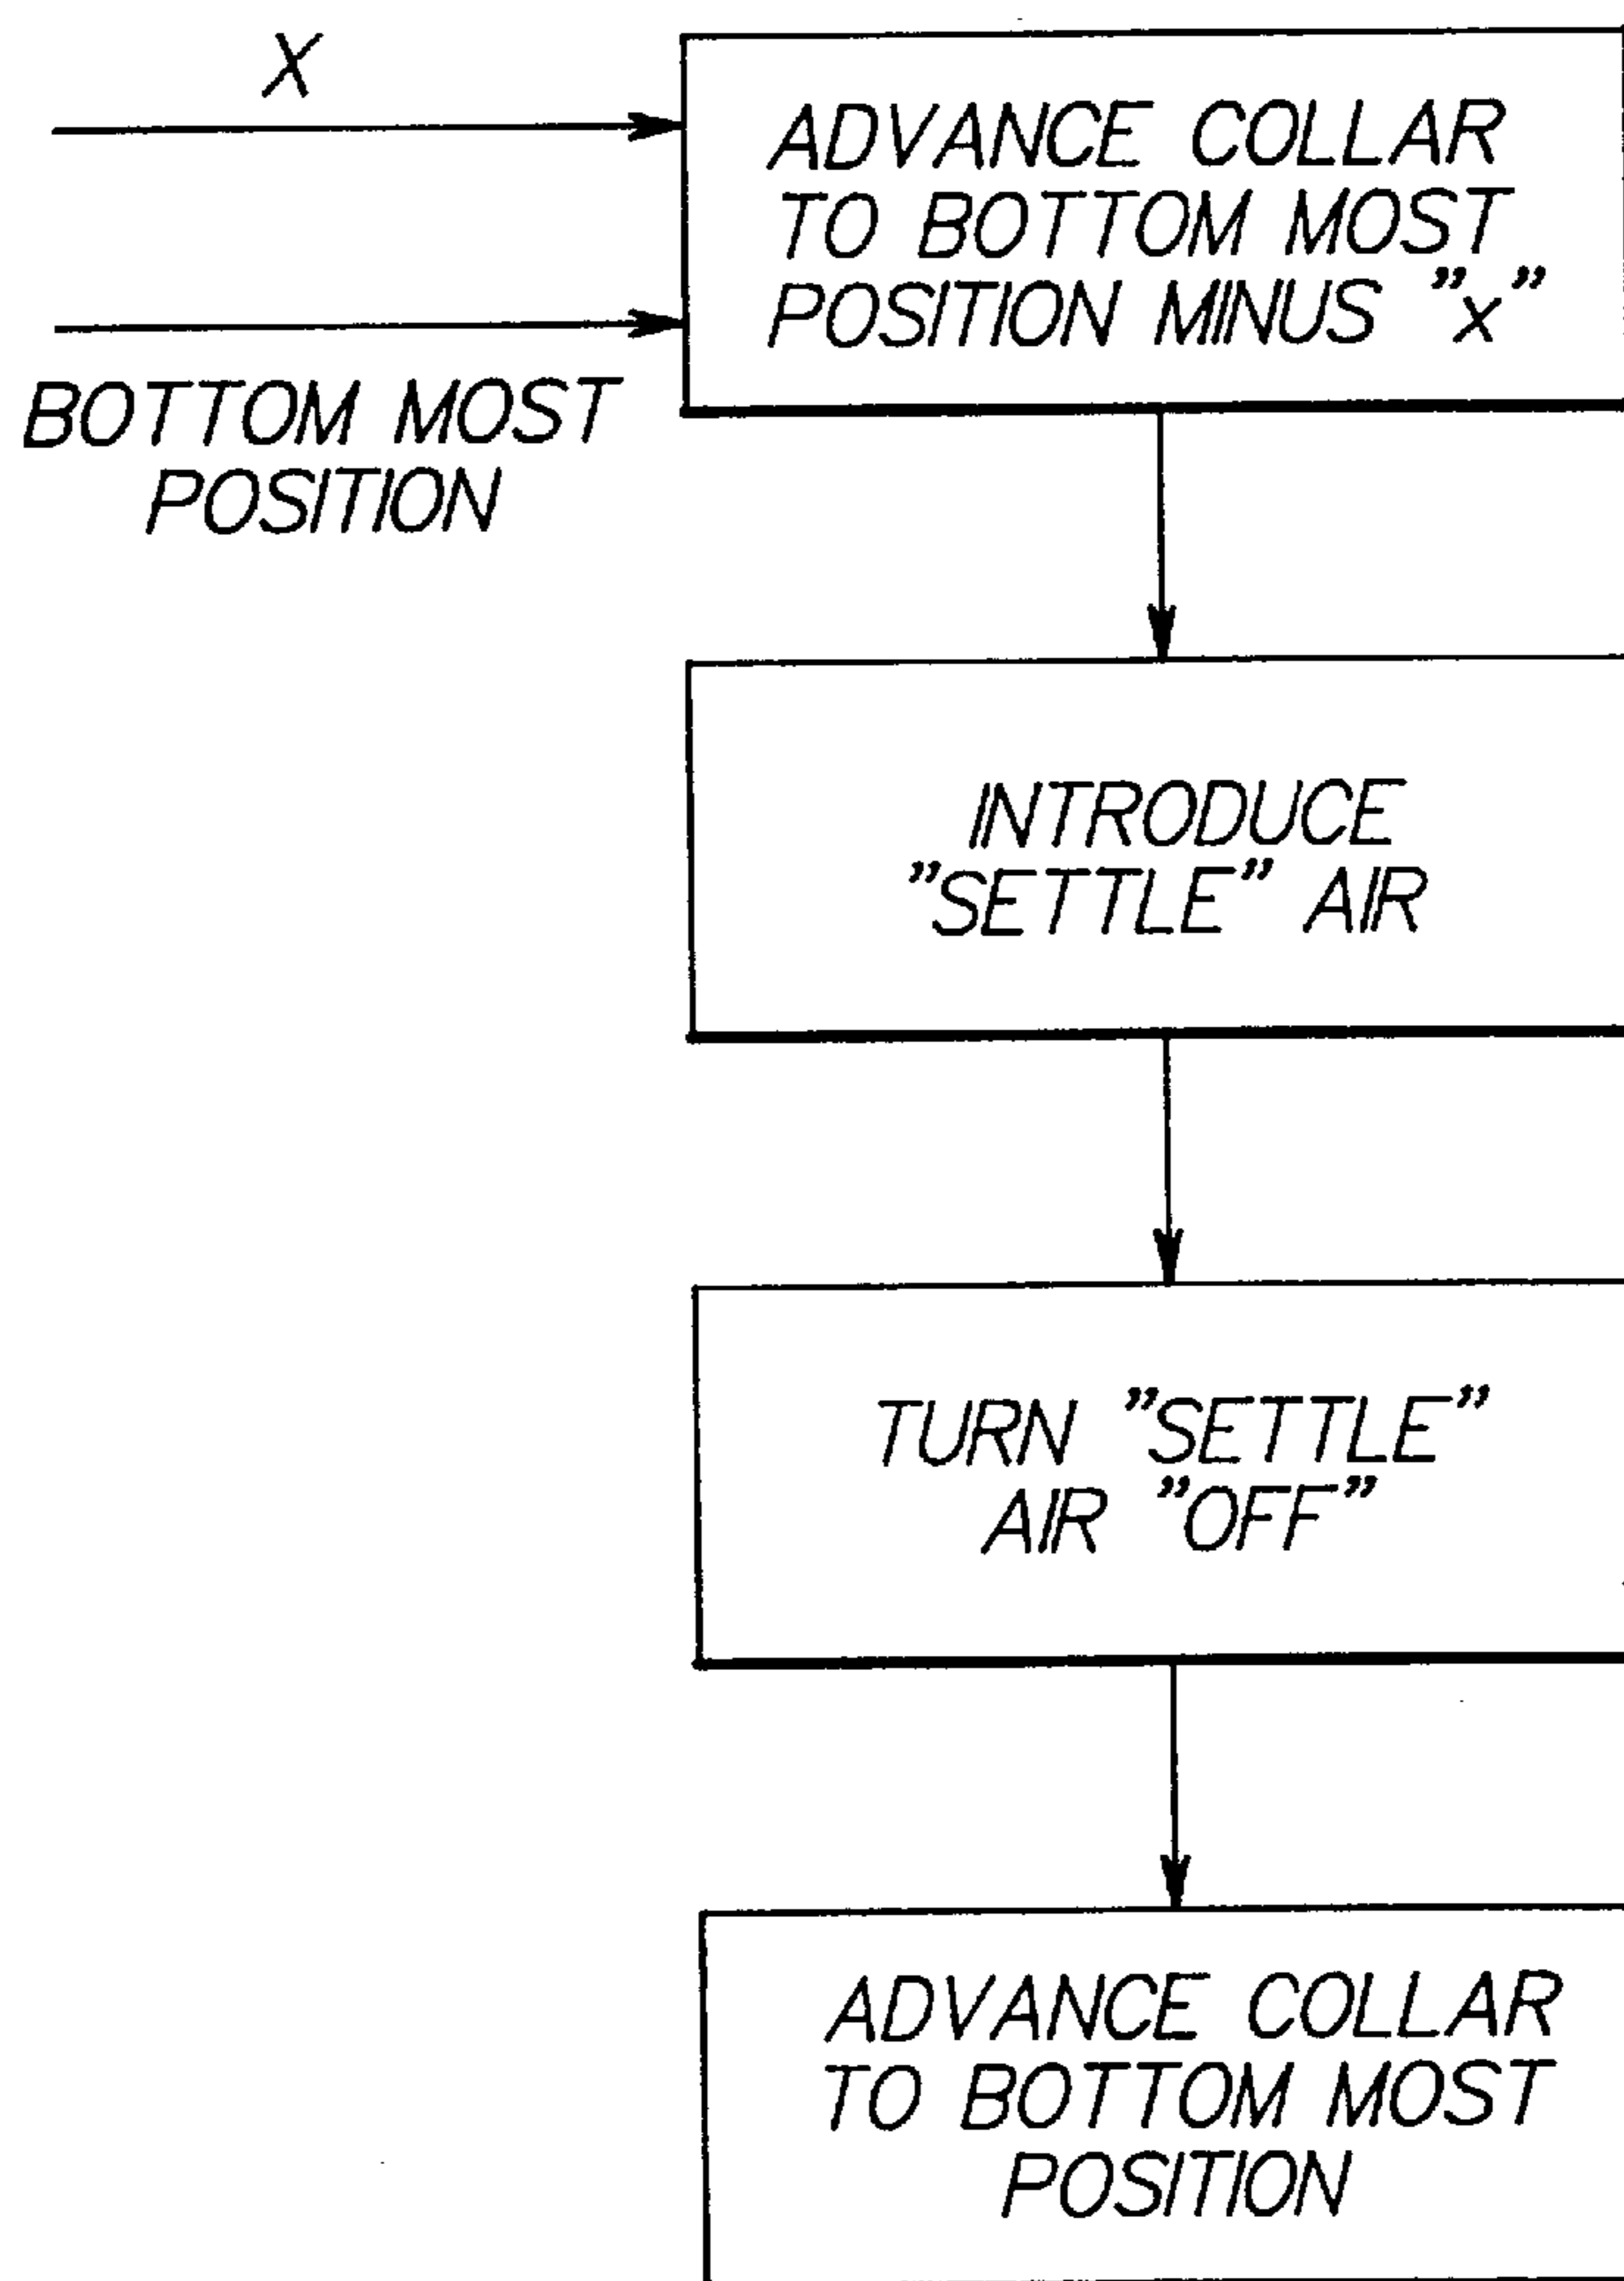 X
ADVANCE COLLAR
TO BOTTOM MOST
POSITION MINUS "x"
BOTTOM MOST
POSITION
INTRODUCE
"SETTLE" AIR
TURN "SETTLE"
AIR "OFF"
ADVANCE COLLAR
TO BOTTOM MOST
POSITION